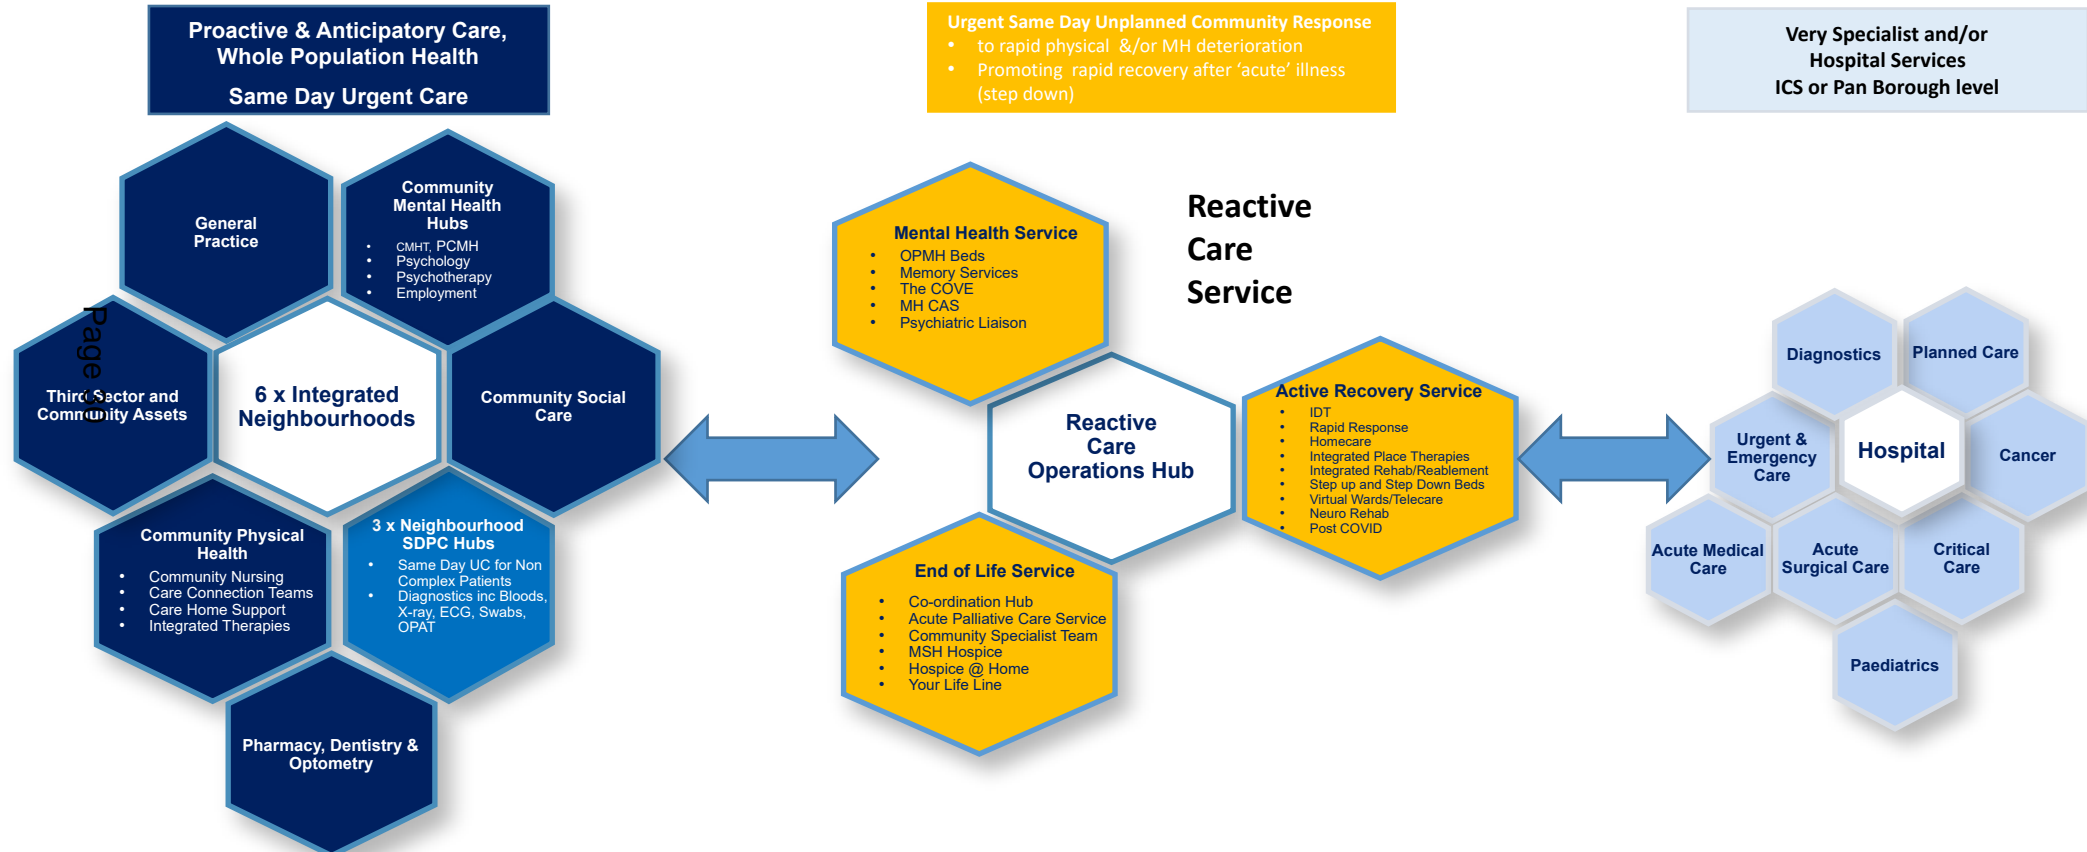 Proactive & Anticipatory Care,
Whole Population Health
Same Day Urgent Care
General
Practice
Community
Mental Health
Hubs
• CMHT, PCMH
• Psychology
• Psychotherapy
• Employment
Page 30
Third Sector and
Community Assets
6 x Integrated
Neighbourhoods
Community Social
Care
Community Physical
Health
• Community Nursing
• Care Connection Teams
• Care Home Support
• Integrated Therapies
3 x Neighbourhood
SDPC Hubs
• Same Day UC for Non
Complex Patients
• Diagnostics inc Bloods,
X-ray, ECG, Swabs,
OPAT
Pharmacy, Dentistry &
Optometry
Urgent Same Day Unplanned Community Response
• to rapid physical &/or MH deterioration
• Promoting rapid recovery after ‘acute’ illness
(step down)
Reactive
Care
Service
Mental Health Service
• OPMH Beds
• Memory Services
• The COVE
• MH CAS
• Psychiatric Liaison
Reactive
Care
Operations Hub
Active Recovery Service
• IDT
• Rapid Response
• Homecare
• Integrated Place Therapies
• Integrated Rehab/Reablement
• Step up and Step Down Beds
• Virtual Wards/Telecare
• Neuro Rehab
• Post COVID
End of Life Service
• Co-ordination Hub
• Acute Palliative Care Service
• Community Specialist Team
• MSH Hospice
• Hospice @ Home
• Your Life Line
Very Specialist and/or
Hospital Services
ICS or Pan Borough level
Diagnostics
Planned Care
Urgent &
Emergency
Care
Hospital
Cancer
Acute Medical
Care
Acute
Surgical Care
Critical
Care
Paediatrics